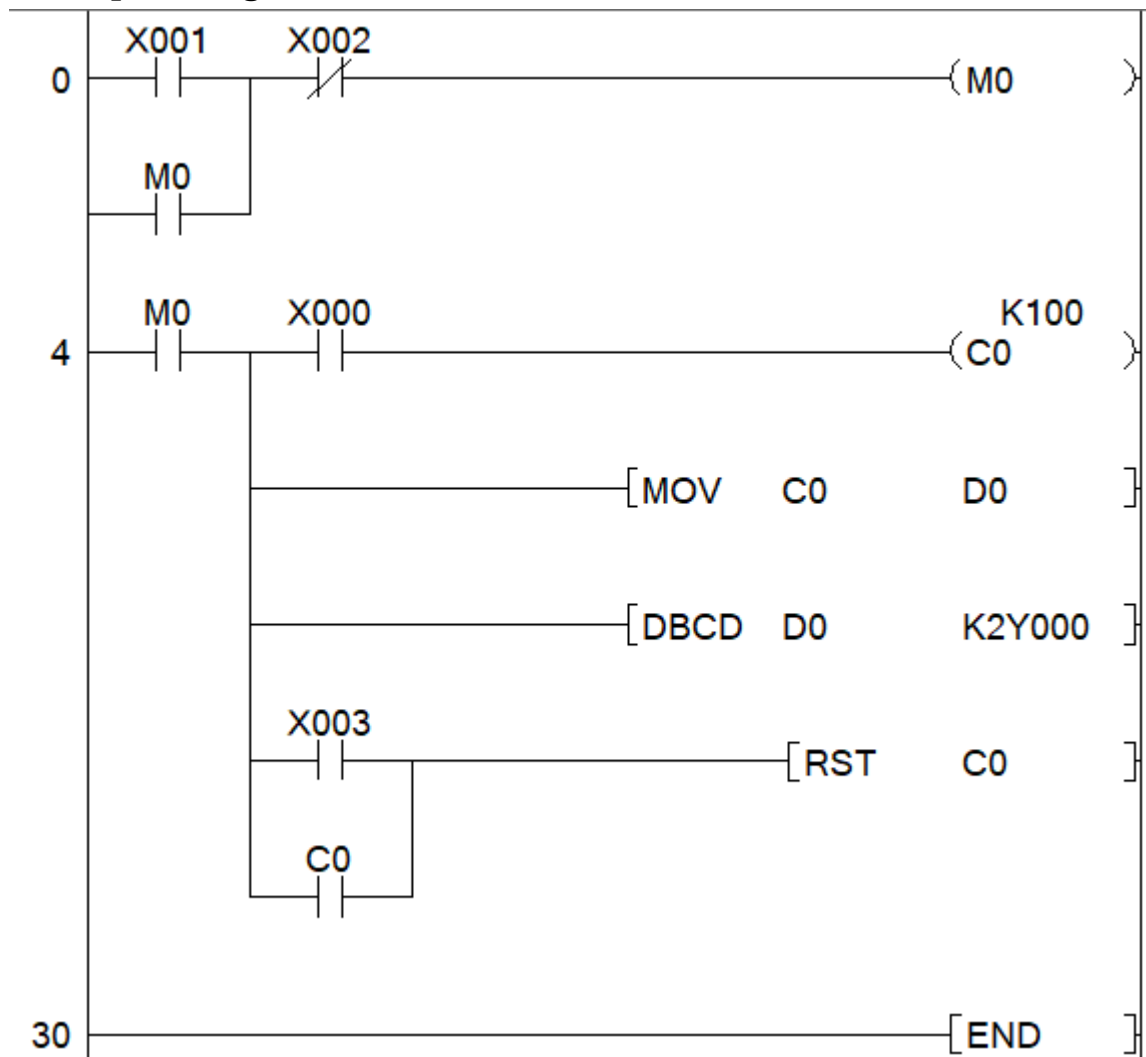 X001 X002
0 (M0 )
M0
M0 X000 K100
4 (C0 )
[MOV C0 D0 ]
[DBCD D0 K2Y000 ]
X003
[RST C0 ]
C0
30 [END ]